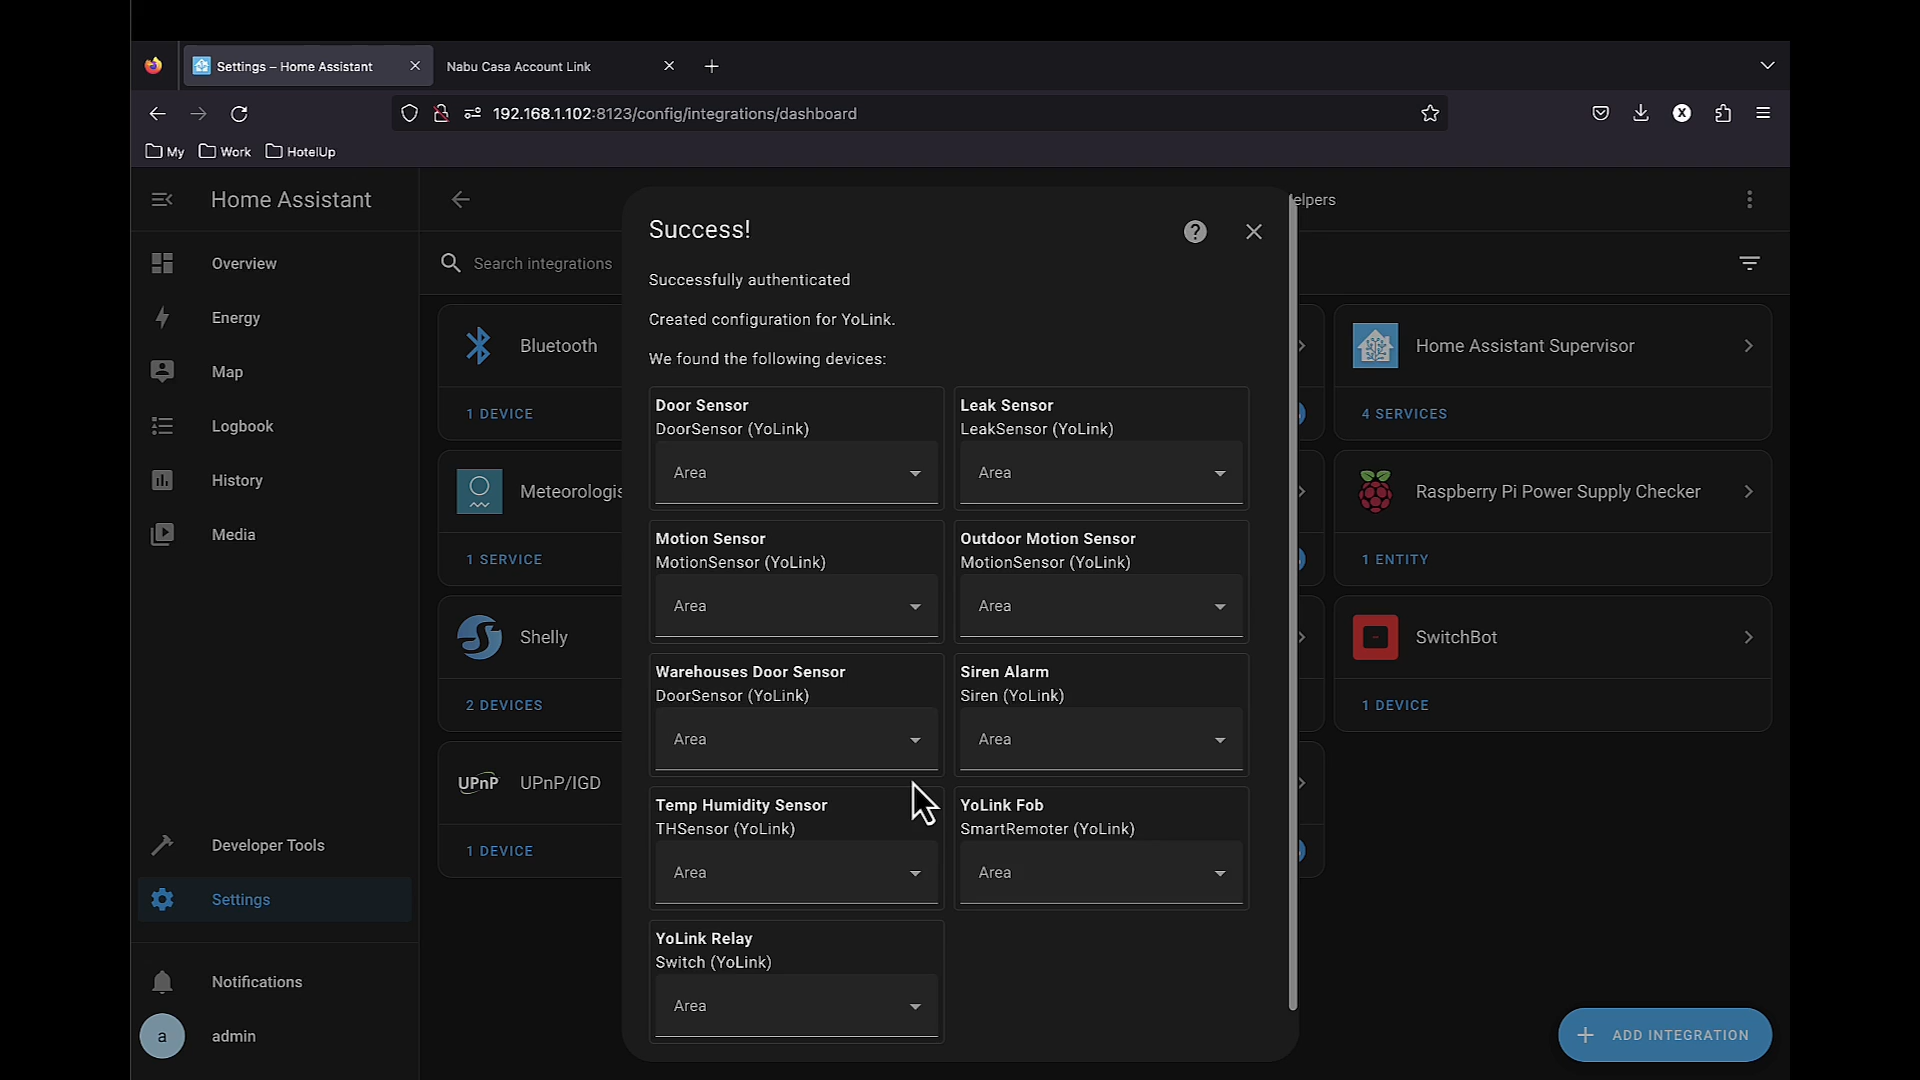 Settings – Home Assistant
Nabu Casa Account Link
192.168.1.102:8123/config/integrations/dashboard
My
Work
HotelUp
Home Assistant
elpers
Overview
Energy
Map
Logbook
History
Media
Developer Tools
Settings
Notifications
a
admin
Search integrations
Bluetooth
1 DEVICE
Meteorologis
1 SERVICE
Shelly
2 DEVICES
UPnP
UPnP/IGD
1 DEVICE
Success!
Successfully authenticated
Created configuration for YoLink.
We found the following devices:
Door Sensor
DoorSensor (YoLink)
Area
Leak Sensor
LeakSensor (YoLink)
Area
Motion Sensor
MotionSensor (YoLink)
Area
Outdoor Motion Sensor
MotionSensor (YoLink)
Area
Warehouses Door Sensor
DoorSensor (YoLink)
Area
Siren Alarm
Siren (YoLink)
Area
Temp Humidity Sensor
THSensor (YoLink)
Area
YoLink Fob
SmartRemoter (YoLink)
Area
YoLink Relay
Switch (YoLink)
Area
Home Assistant Supervisor
4 SERVICES
Raspberry Pi Power Supply Checker
1 ENTITY
SwitchBot
1 DEVICE
ADD INTEGRATION